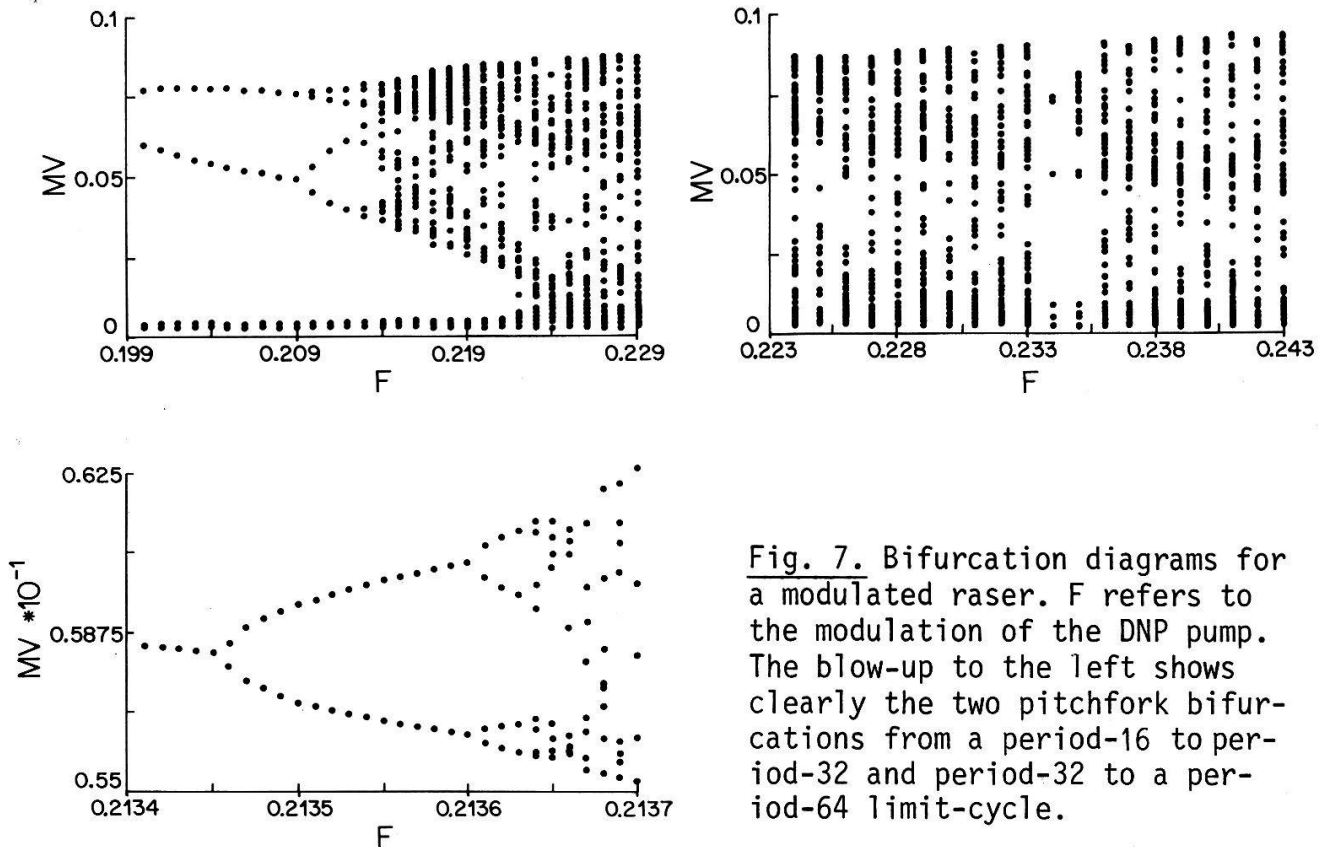 0.1
MV
0.05
0
0.199
0.209
0.219
0.229
F
0.1
MV
0.05
0
0.223
0.228
0.233
0.238
0.243
F
0.625
MV *10⁻¹
0.5875
0.55
0.2134
0.2135
0.2136
0.2137
F
Fig. 7. Bifurcation diagrams for
a modulated raser. F refers to
the modulation of the DNP pump.
The blow-up to the left shows
clearly the two pitchfork bifur-
cations from a period-16 to per-
iod-32 and period-32 to a per-
iod-64 limit-cycle.